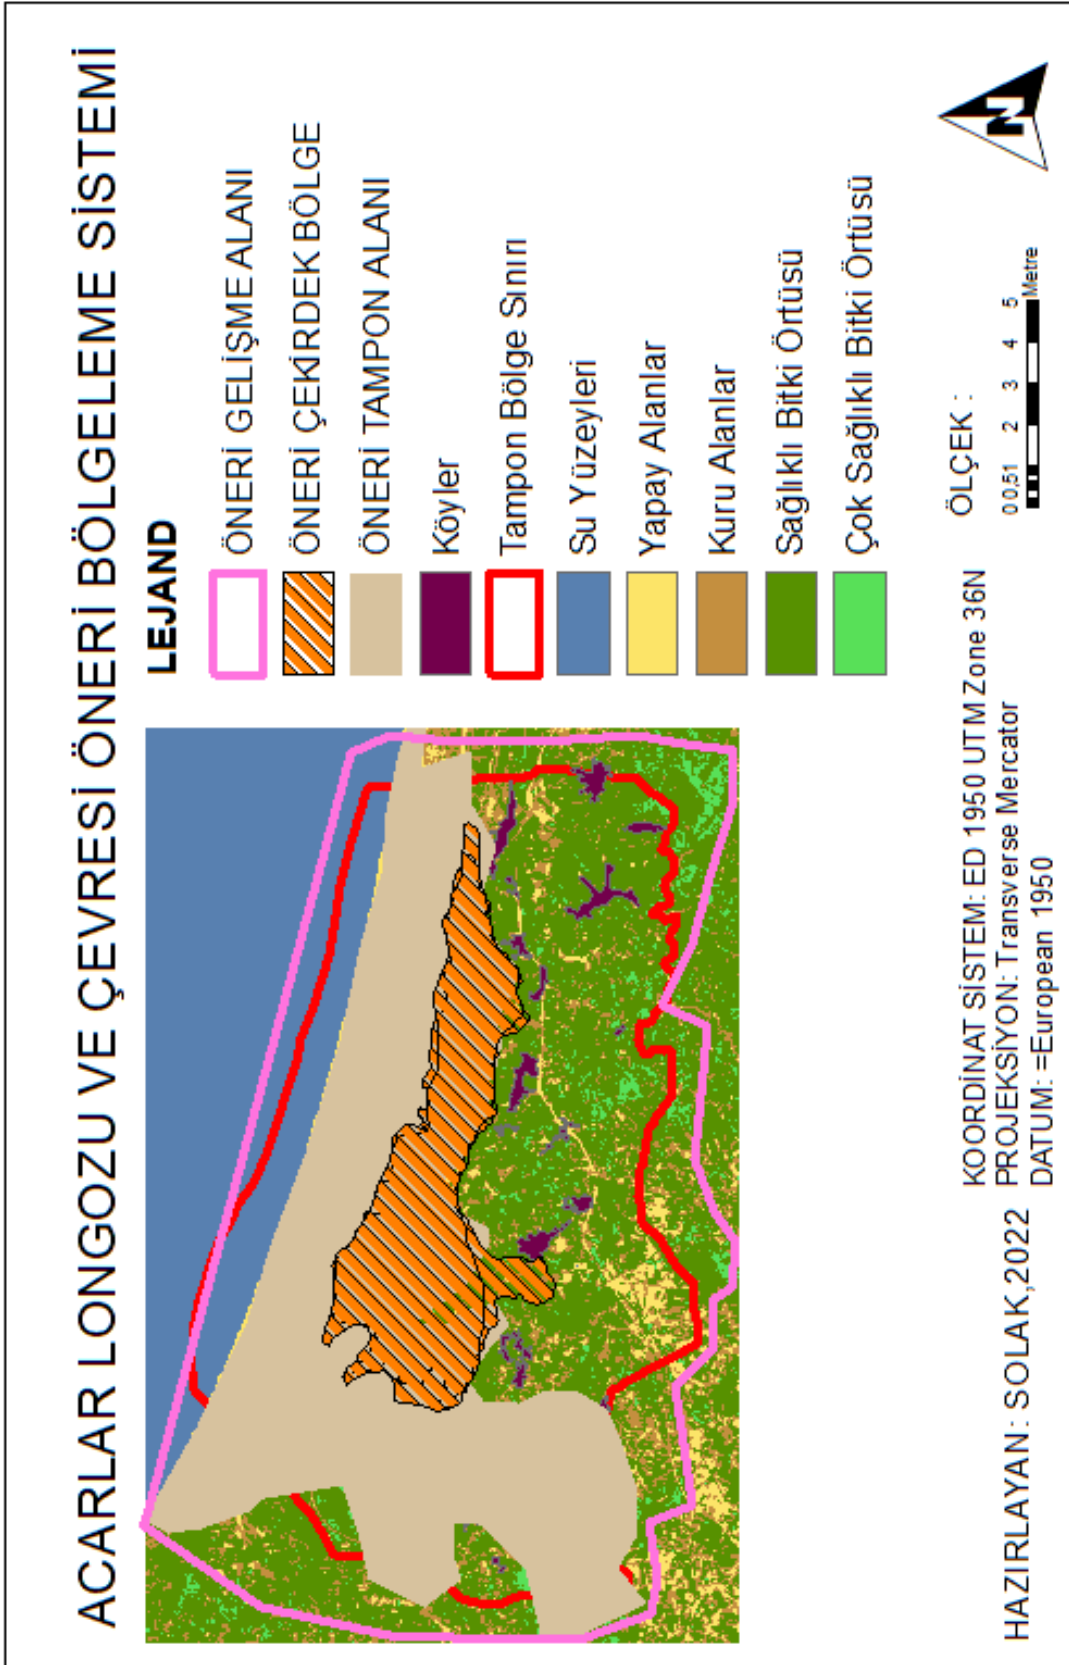 ACARLAR LONGOZU VE ÇEVRESİ ÖNERİ BÖLGELEME SİSTEMİ
LEJAND
ÖNERİ GELİŞME ALANI
ÖNERİ ÇEKİRDEK BÖLGE
ÖNERİ TAMPON ALANI
Köyler
Tampon Bölge Sınırı
Su Yüzeyleri
Yapay Alanlar
Kuru Alanlar
Sağlıklı Bitki Örtüsü
Çok Sağlıklı Bitki Örtüsü
ÖLÇEK :
0 0,51 2 3 4 5
Metre
N
KOORDİNAT SİSTEM: ED 1950 UTM Zone 36N
PROJEKSİYON: Transverse Mercator
DATUM: =European 1950
HAZIRLAYAN : SOLAK,2022